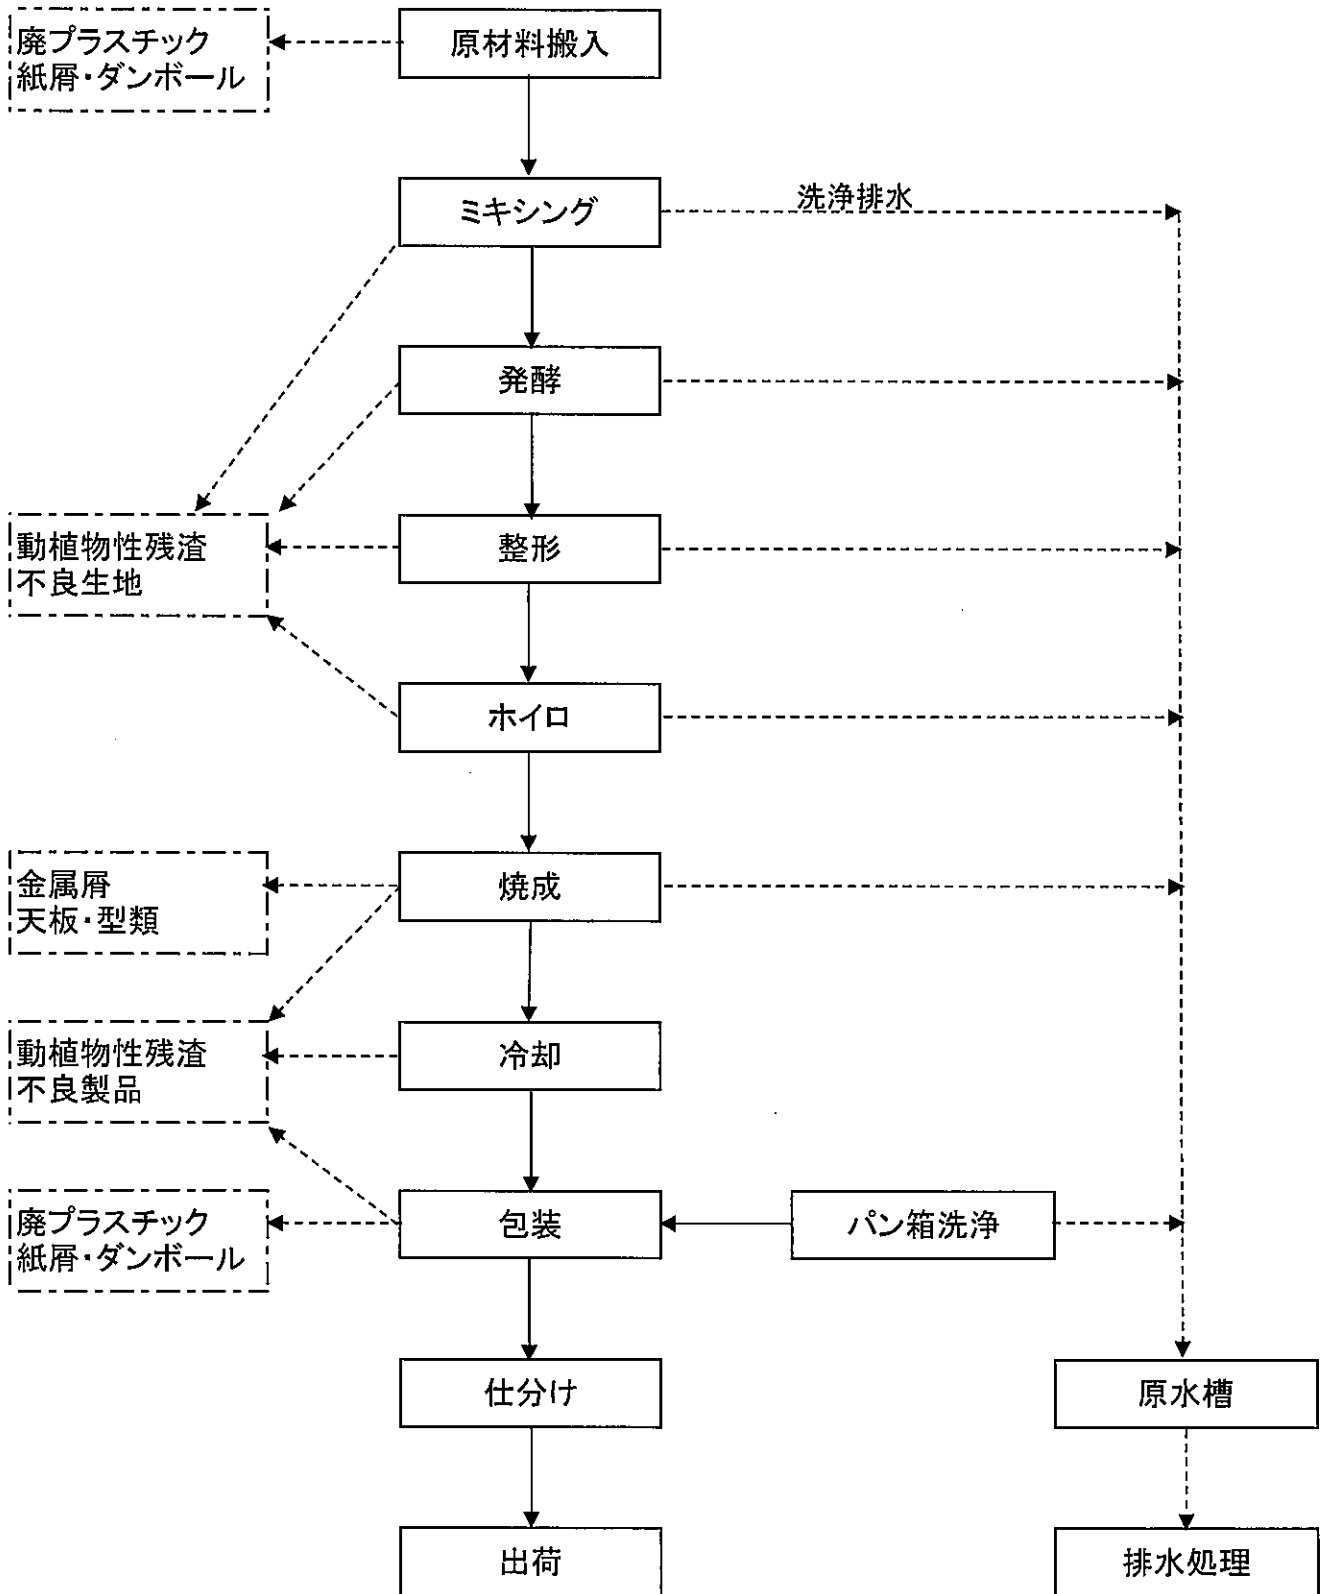 廃プラスチック
紙屑・ダンボール
原材料搬入
ミキシング
洗浄排水
発酵
動植物性残渣
不良生地
整形
ホイロ
金属屑
天板・型類
焼成
動植物性残渣
不良製品
冷却
廃プラスチック
紙屑・ダンボール
包装
パン箱洗浄
仕分け
原水槽
出荷
排水処理